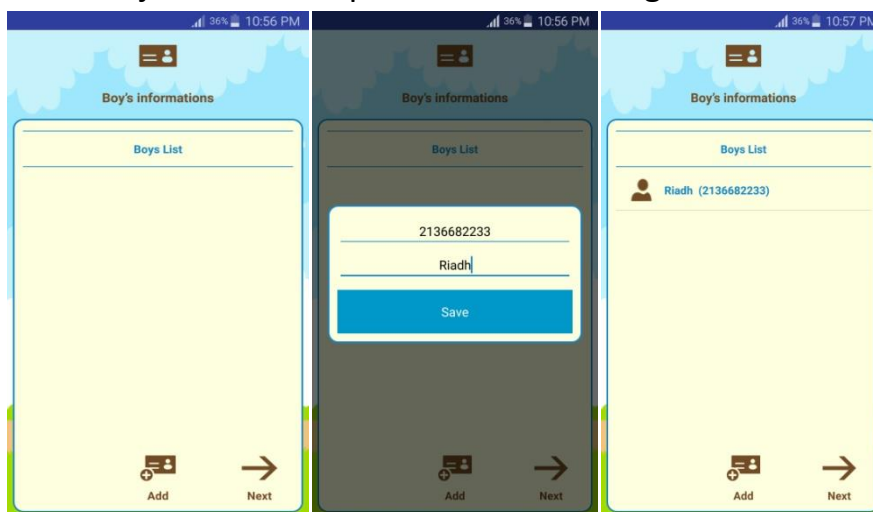 36% 10:56 PM
Boy's informations
Boys List
Add
Next
36% 10:56 PM
Boy's informations
Boys List
2136682233
Riadh
Save
Add
Next
36% 10:57 PM
Boy's informations
Boys List
Riadh (2136682233)
Add
Next